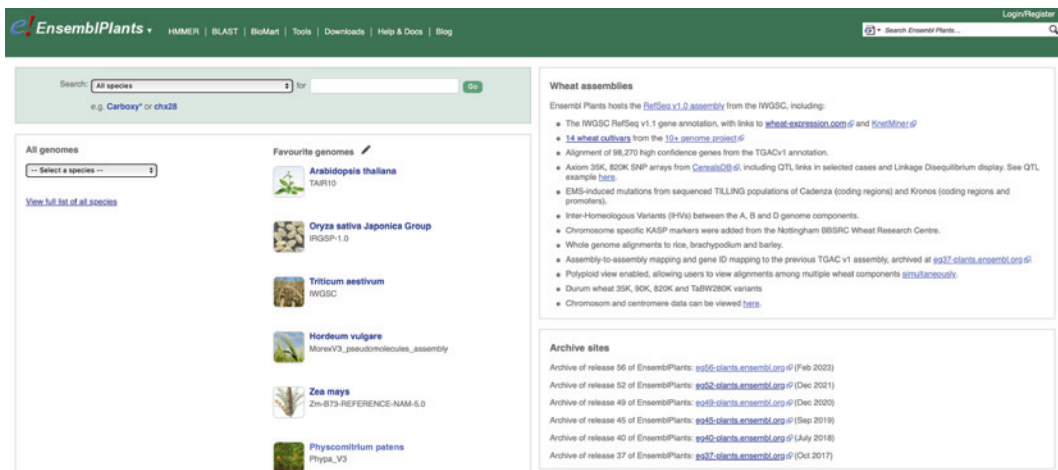 Login/Register
e! EnsemblPlants ▾ HMMER | BLAST | BioMart | Tools | Downloads | Help & Docs | Blog
Search Ensembl Plants...
Search: All species for Go
e.g. Carboxy* or chx28
All genomes
-- Select a species --
View full list of all species
Favourite genomes
Arabidopsis thaliana
TAIR10
Oryza sativa Japonica Group
IRGSP-1.0
Triticum aestivum
IWGSC
Hordeum vulgare
MorexV3_pseudomolecules_assembly
Zea mays
Zm-B73-REFERENCE-NAM-5.0
Physcomitrium patens
Phypa_V3
Wheat assemblies
Ensembl Plants hosts the RefSeq v1.0 assembly from the IWGSC, including:
The IWGSC RefSeq v1.1 gene annotation, with links to wheat-expression.com and KnetMiner
14 wheat cultivars from the 10+ genome project
Alignment of 98,270 high confidence genes from the TGACv1 annotation.
Axiom 35K, 820K SNP arrays from CerealsDB, including QTL links in selected cases and Linkage Disequilibrium display. See QTL
example here.
EMS-induced mutations from sequenced TILLING populations of Cadenza (coding regions) and Kronos (coding regions and
promoters).
Inter-Homeologous Variants (IHVs) between the A, B and D genome components.
Chromosome specific KASP markers were added from the Nottingham BBSRC Wheat Research Centre.
Whole genome alignments to rice, brachypodium and barley.
Assembly-to-assembly mapping and gene ID mapping to the previous TGAC v1 assembly, archived at eg37-plants.ensembl.org.
Polyploid view enabled, allowing users to view alignments among multiple wheat components simultaneously.
Durum wheat 35K, 90K, 820K and TaBW280K variants
Chromosom and centromere data can be viewed here.
Archive sites
Archive of release 56 of EnsemblPlants: eg56-plants.ensembl.org (Feb 2023)
Archive of release 52 of EnsemblPlants: eg52-plants.ensembl.org (Dec 2021)
Archive of release 49 of EnsemblPlants: eg49-plants.ensembl.org (Dec 2020)
Archive of release 45 of EnsemblPlants: eg45-plants.ensembl.org (Sep 2019)
Archive of release 40 of EnsemblPlants: eg40-plants.ensembl.org (July 2018)
Archive of release 37 of EnsemblPlants: eg37-plants.ensembl.org (Oct 2017)